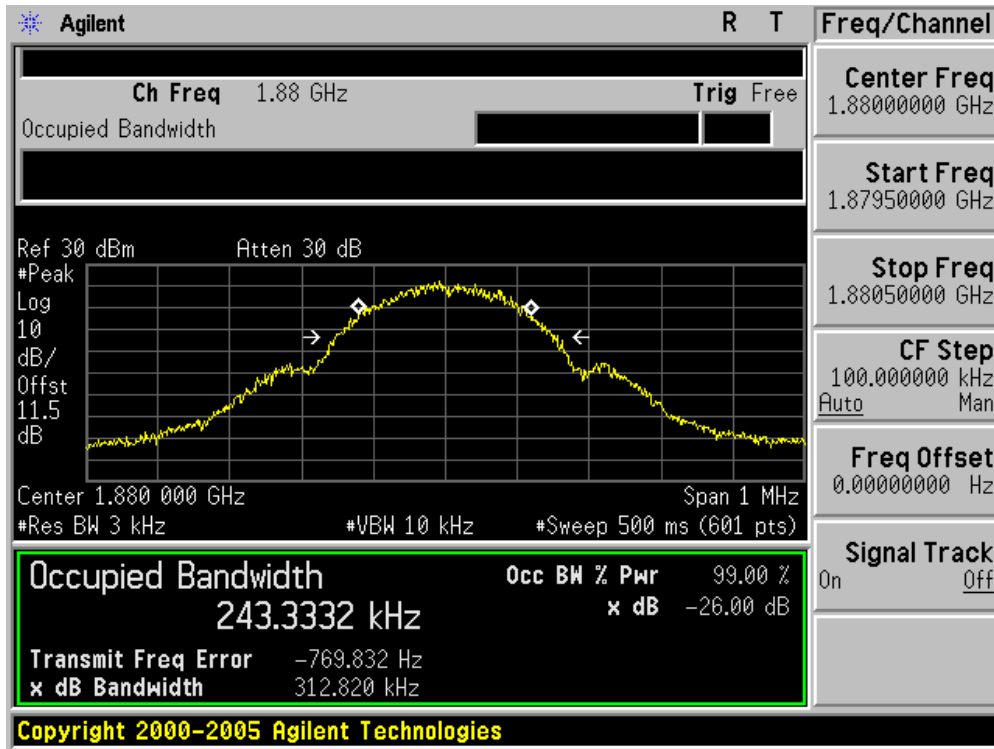 Agilent R T Freq/Channel
Ch Freq 1.88 GHz Trig Free
Occupied Bandwidth
Center Freq
1.88000000 GHz
Start Freq
1.87950000 GHz
Stop Freq
1.88050000 GHz
CF Step
100.000000 kHz
Auto Man
Freq Offset
0.00000000 Hz
Signal Track
On Off
Ref 30 dBm Atten 30 dB
#Peak
Log
10
dB/
Offst
11.5
dB
Center 1.880 000 GHz Span 1 MHz
#Res BW 3 kHz #VBW 10 kHz #Sweep 500 ms (601 pts)
Occupied Bandwidth Occ BW % Pwr 99.00 %
243.3332 kHz x dB -26.00 dB
Transmit Freq Error -769.832 Hz
x dB Bandwidth 312.820 kHz
Copyright 2000-2005 Agilent Technologies